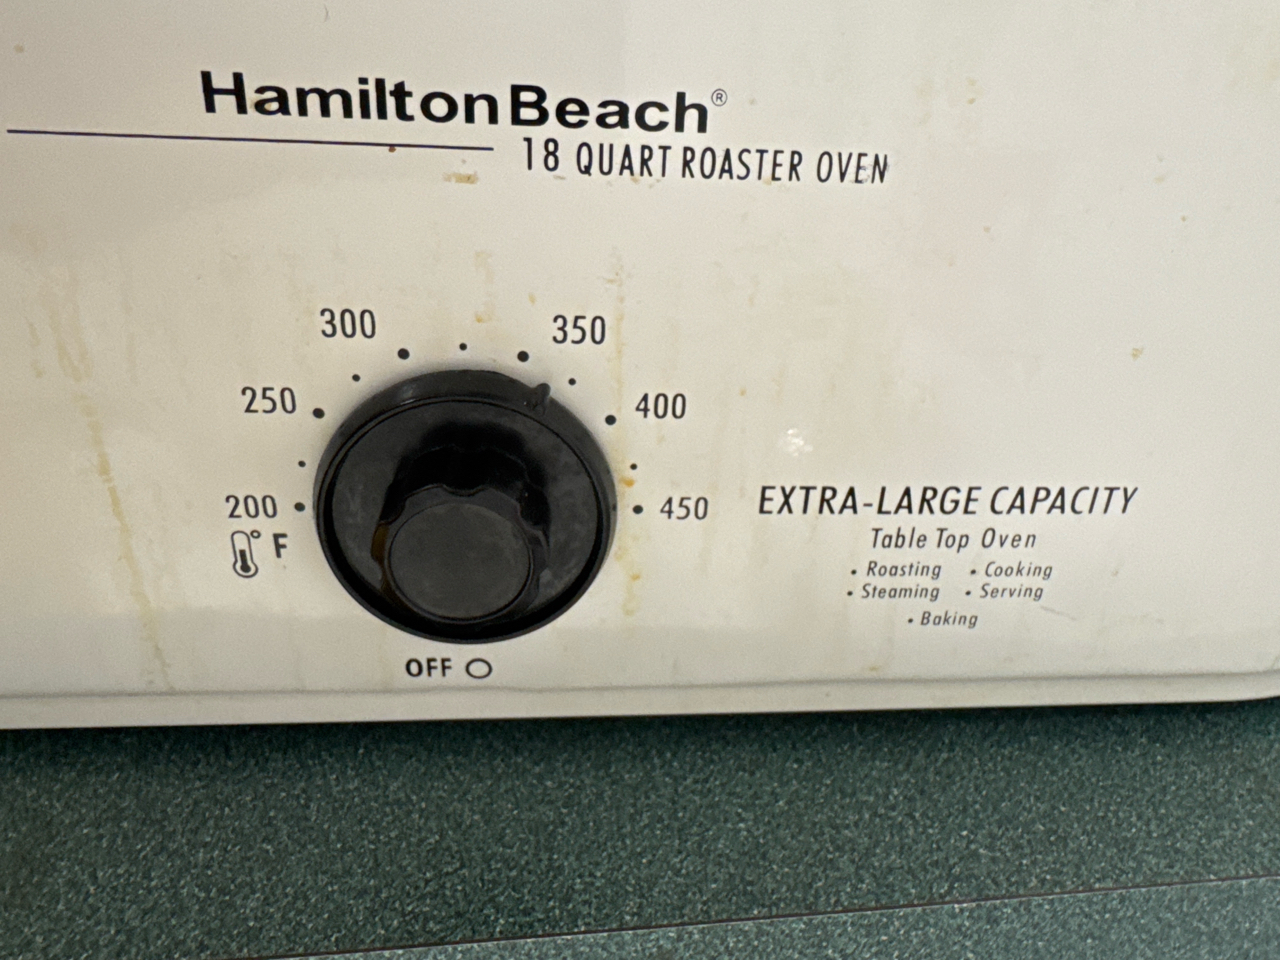 HamiltonBeach®
18 QUART ROASTER OVEN
300 350
250 400
200 450
° F
OFF
EXTRA-LARGE CAPACITY
Table Top Oven
• Roasting • Cooking
• Steaming • Serving
• Baking